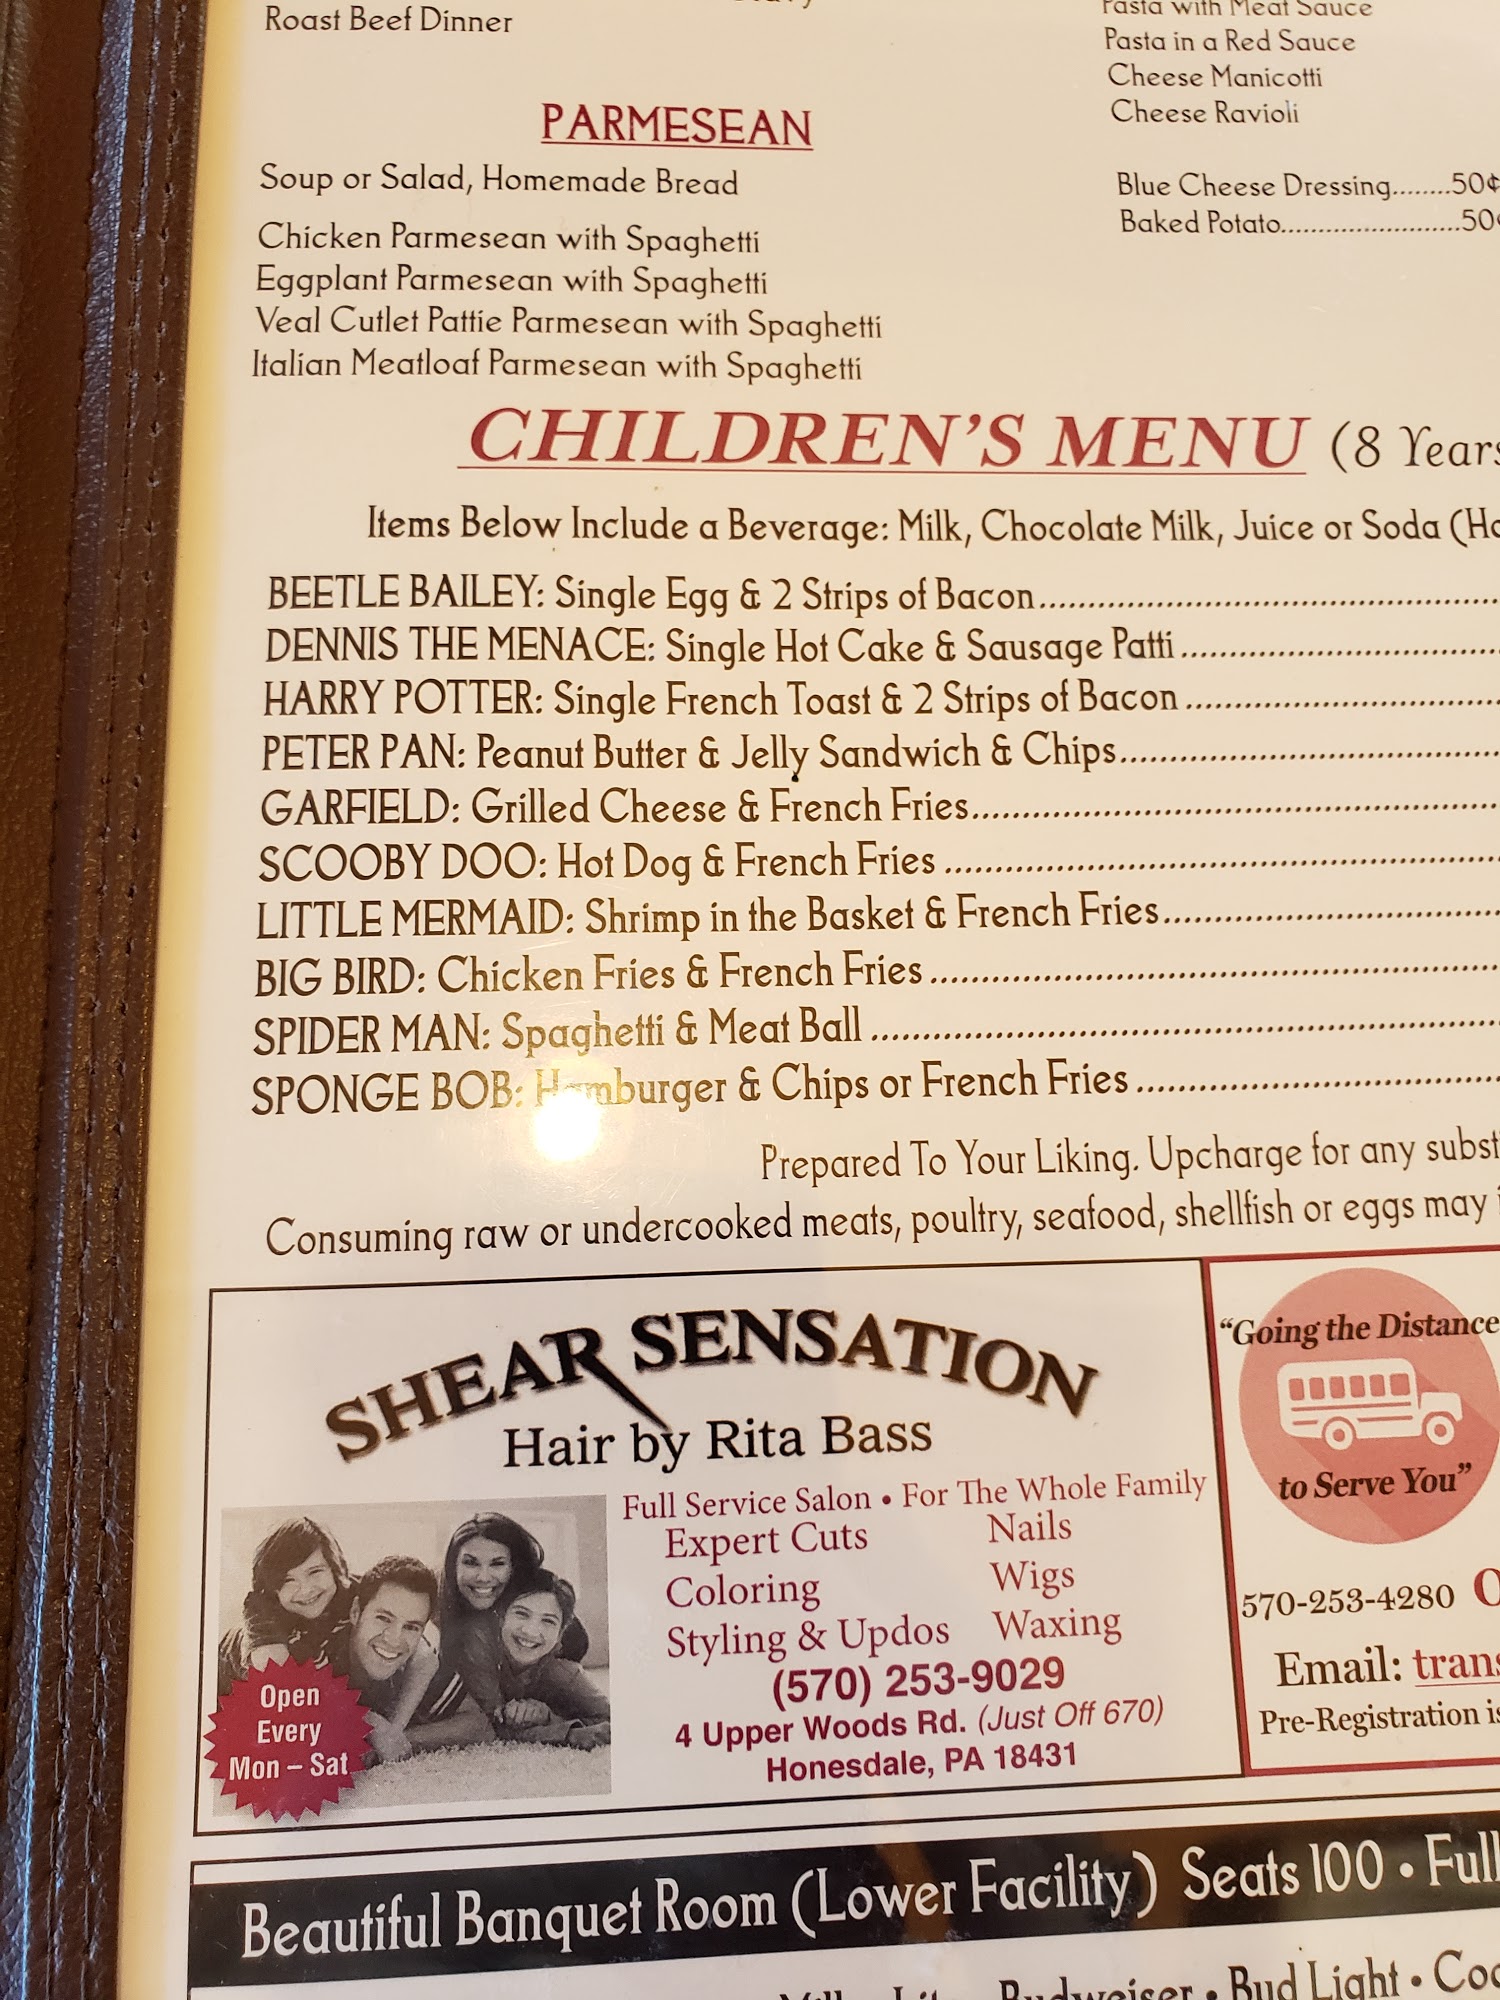 Roast Beef Dinner
Pasta with Meat Sauce
Pasta in a Red Sauce
Cheese Manicotti
Cheese Ravioli
Blue Cheese Dressing........50¢
Baked Potato.........................50¢
PARMESEAN
Soup or Salad, Homemade Bread
Chicken Parmesean with Spaghetti
Eggplant Parmesean with Spaghetti
Veal Cutlet Pattie Parmesean with Spaghetti
Italian Meatloaf Parmesean with Spaghetti
CHILDREN'S MENU (8 Years
Items Below Include a Beverage: Milk, Chocolate Milk, Juice or Soda
BEETLE BAILEY: Single Egg & 2 Strips of Bacon
DENNIS THE MENACE: Single Hot Cake & Sausage Patti
HARRY POTTER: Single French Toast & 2 Strips of Bacon
PETER PAN: Peanut Butter & Jelly Sandwich & Chips
GARFIELD: Grilled Cheese & French Fries
SCOOBY DOO: Hot Dog & French Fries
LITTLE MERMAID: Shrimp in the Basket & French Fries
BIG BIRD: Chicken Fries & French Fries
SPIDER MAN: Spaghetti & Meat Ball
SPONGE BOB: Hamburger & Chips or French Fries
Prepared To Your Liking. Upcharge for any
Consuming raw or undercooked meats, poultry, seafood, shellfish or eggs may
SHEAR SENSATION
Hair by Rita Bass
Full Service Salon • For The Whole Family
Expert Cuts Nails
Coloring Wigs
Styling & Updos Waxing
(570) 253-9029
4 Upper Woods Rd. (Just Off 670)
Honesdale, PA 18431
Open
Every
Mon – Sat
"Going the Distance
to Serve You"
570-253-4280
Email: trans
Pre-Registration is
Beautiful Banquet Room (Lower Facility) Seats 100 • Full
Budweiser • Bud Light •